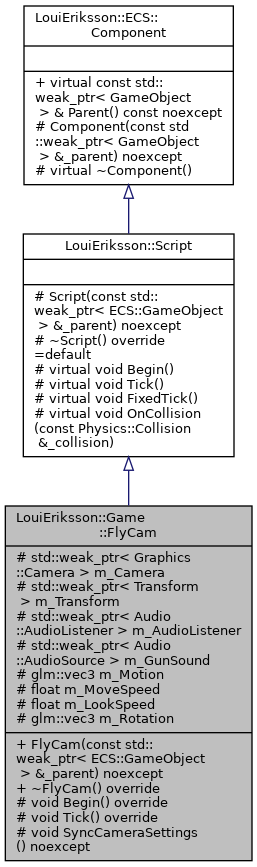 LouiEriksson::ECS::
Component
+ virtual const std::
weak_ptr< GameObject
> & Parent() const noexcept
# Component(const std
::weak_ptr< GameObject
> &_parent) noexcept
# virtual ~Component()
LouiEriksson::Script
# Script(const std::
weak_ptr< ECS::GameObject
> &_parent) noexcept
# ~Script() override
=default
# virtual void Begin()
# virtual void Tick()
# virtual void FixedTick()
# virtual void OnCollision
(const Physics::Collision
&_collision)
LouiEriksson::Game
::FlyCam
# std::weak_ptr< Graphics
::Camera > m_Camera
# std::weak_ptr< Transform
> m_Transform
# std::weak_ptr< Audio
::AudioListener > m_AudioListener
# std::weak_ptr< Audio
::AudioSource > m_GunSound
# glm::vec3 m_Motion
# float m_MoveSpeed
# float m_LookSpeed
# glm::vec3 m_Rotation
+ FlyCam(const std::
weak_ptr< ECS::GameObject
> &_parent) noexcept
+ ~FlyCam() override
# void Begin() override
# void Tick() override
# void SyncCameraSettings
() noexcept